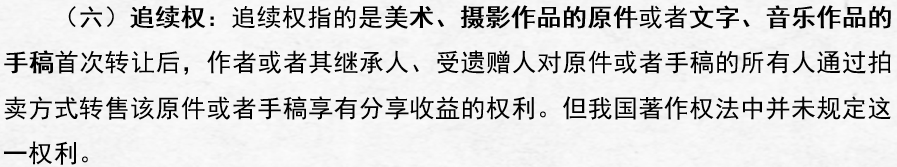 （六）追续权：追续权指的是美术、摄影作品的原件或者文字、音乐作品的
手稿首次转让后，作者或者其继承人、受遗赠人对原件或者手稿的所有人通过拍
卖方式转售该原件或者手稿享有分享收益的权利。但我国著作权法中并未规定这
一权利。